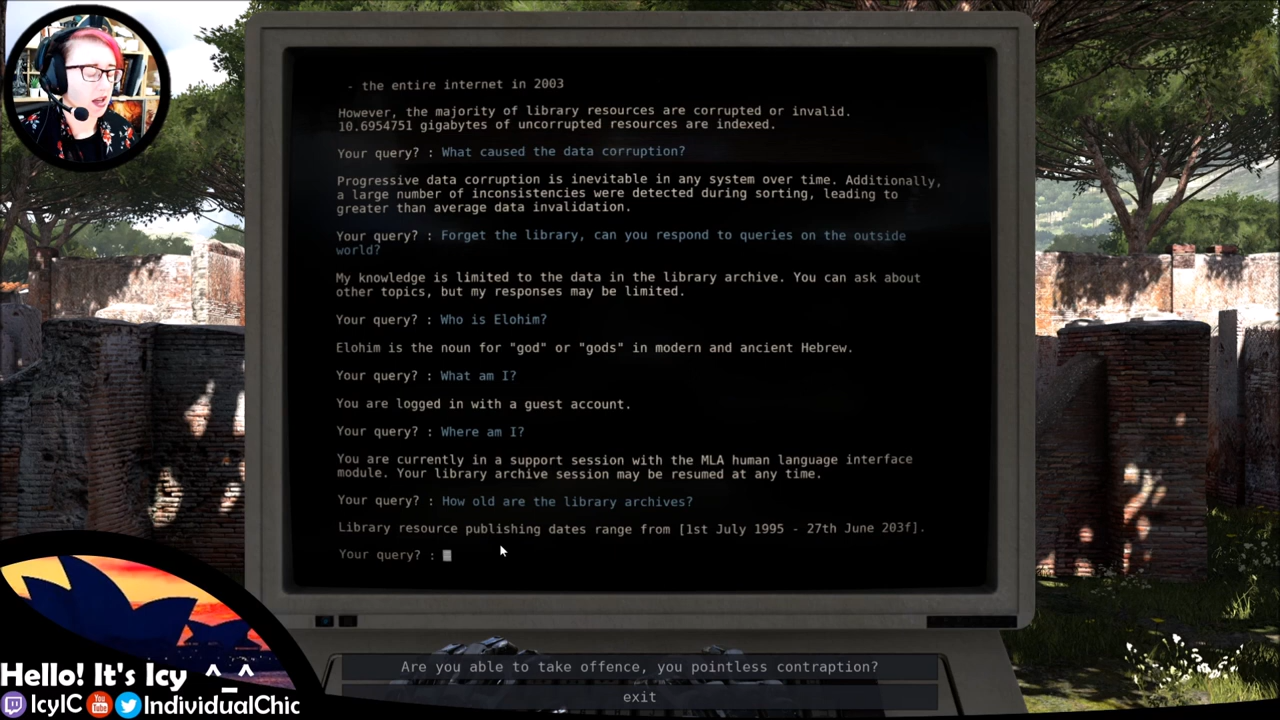 - the entire internet in 2003
However, the majority of library resources are corrupted or invalid.
10.6954751 gigabytes of uncorrupted resources are indexed.
Your query? : What caused the data corruption?
Progressive data corruption is inevitable in any system over time. Additionally,
a large number of inconsistencies were detected during sorting, leading to
greater than average data invalidation.
Your query? : Forget the library, can you respond to queries on the outside
world?
My knowledge is limited to the data in the library archive. You can ask about
other topics, but my responses may be limited.
Your query? : Who is Elohim?
Elohim is the noun for "god" or "gods" in modern and ancient Hebrew.
Your query? : What am I?
You are logged in with a guest account.
Your query? : Where am I?
You are currently in a support session with the MLA human language interface
module. Your library archive session may be resumed at any time.
Your query? : How old are the library archives?
Library resource publishing dates range from [1st July 1995 - 27th June 203f].
Your query? :
Are you able to take offence, you pointless contraption?
exit
Hello! It's Icy ^_^
IcyIC You Tube IndividualChic